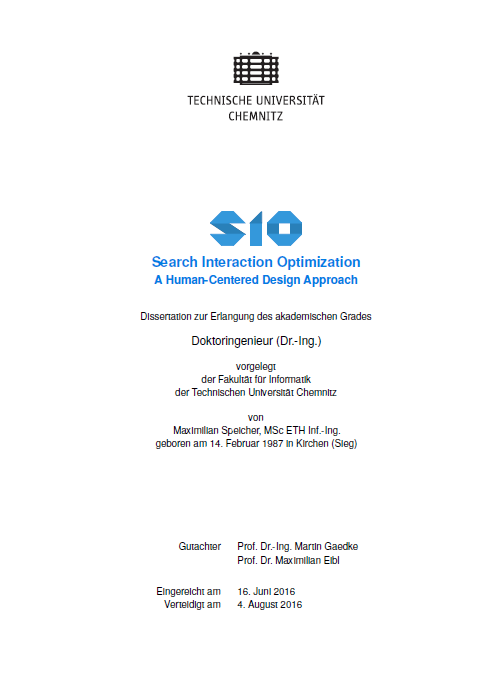 TECHNISCHE UNIVERSITÄT
CHEMNITZ
SIO
Search Interaction Optimization
A Human-Centered Design Approach
Dissertation zur Erlangung des akademischen Grades
Doktoringenieur (Dr.-Ing.)
vorgelegt
der Fakultät für Informatik
der Technischen Universität Chemnitz
von
Maximilian Speicher, MSc ETH Inf.-Ing.
geboren am 14. Februar 1987 in Kirchen (Sieg)
Gutachter Prof. Dr.-Ing. Martin Gaedke
Prof. Dr. Maximilian Eibl
Eingereicht am 16. Juni 2016
Verteidigt am 4. August 2016